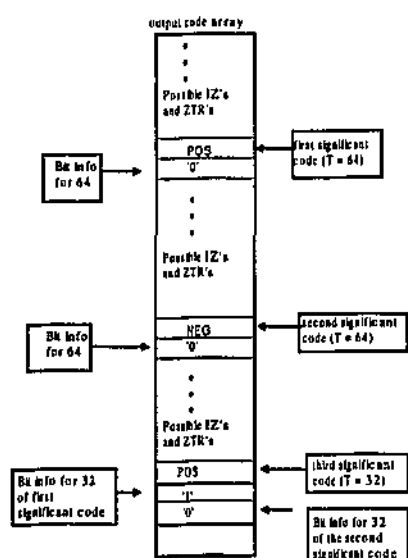 Output code array
Possible IZ's
and ZTR's
POS
'0'
first significant
code (T = 64)
Bit info
for 64
Possible IZ's
and ZTR's
NEG
'0'
second significant
code (T = 64)
Bit info
for 64
Possible IZ's
and ZTR's
POS
third significant
code (T = 32)
Bit info for 32
of first
significant code
'1'
'0'
Bit info for 32
of the second
significant code